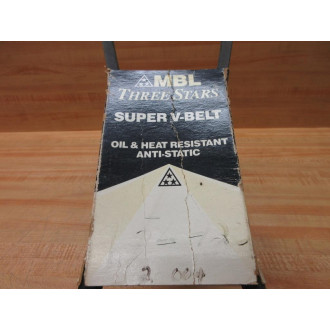 MBL
THREE STARS
SUPER V-BELT
OIL & HEAT RESISTANT
ANTI-STATIC